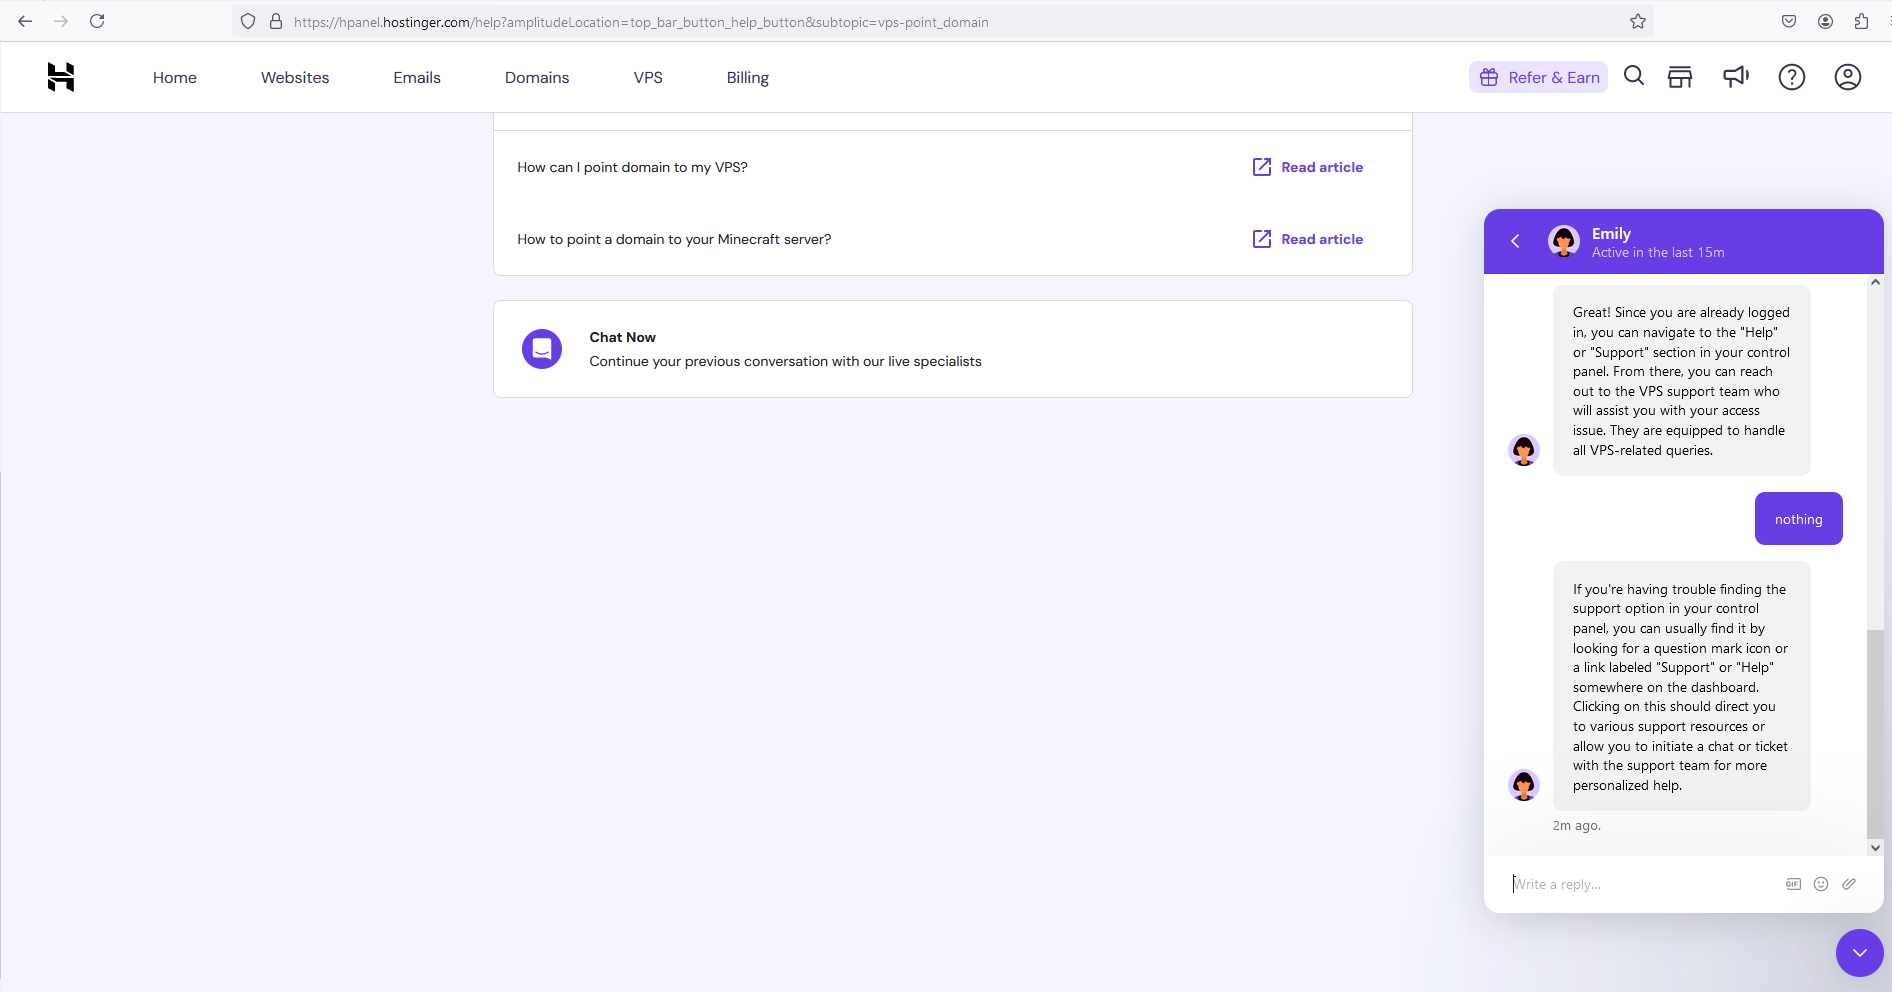 https://hpanel.hostinger.com/help?amplitudeLocation=top_bar_button_help_button&subtopic=vps-point_domain
Home Websites Emails Domains VPS Billing Refer & Earn
How can I point domain to my VPS? Read article
How to point a domain to your Minecraft server? Read article
Chat Now
Continue your previous conversation with our live specialists
Emily
Active in the last 15m
Great! Since you are already logged
in, you can navigate to the "Help"
or "Support" section in your control
panel. From there, you can reach
out to the VPS support team who
will assist you with your access
issue. They are equipped to handle
all VPS-related queries.
nothing
If you're having trouble finding the
support option in your control
panel, you can usually find it by
looking for a question mark icon or
a link labeled "Support" or "Help"
somewhere on the dashboard.
Clicking on this should direct you
to various support resources or
allow you to initiate a chat or ticket
with the support team for more
personalized help.
2m ago.
Write a reply...
GIF